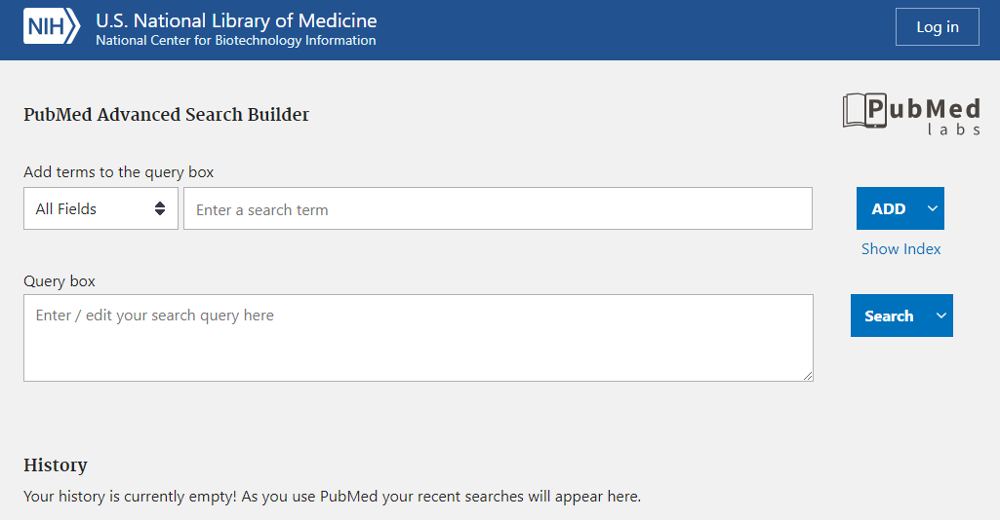 NIH
U.S. National Library of Medicine
National Center for Biotechnology Information
Log in
PubMed Advanced Search Builder
PubMed
labs
Add terms to the query box
All Fields
Enter a search term
ADD
Show Index
Query box
Enter / edit your search query here
Search
History
Your history is currently empty! As you use PubMed your recent searches will appear here.